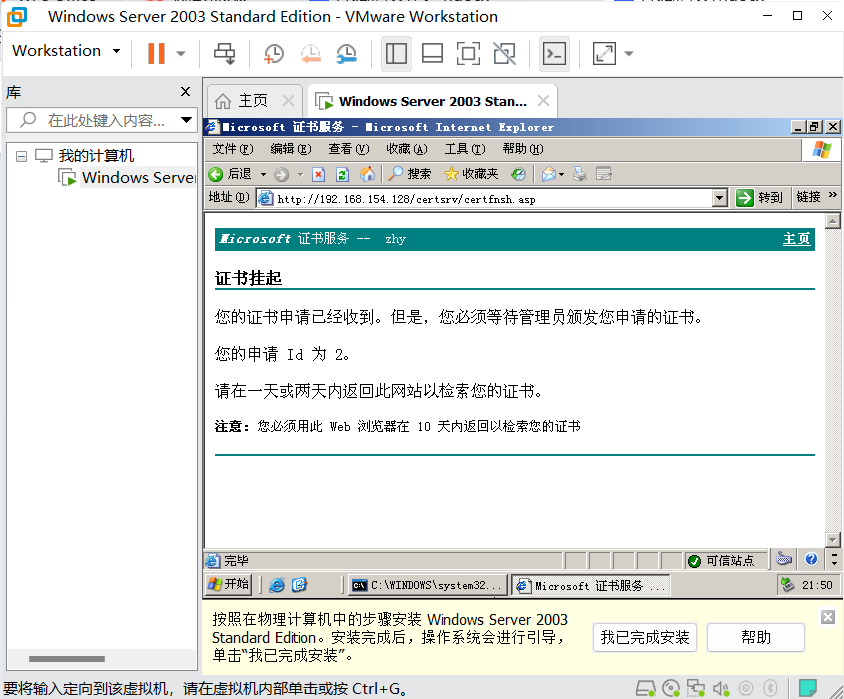 Windows Server 2003 Standard Edition - VMware Workstation
Workstation
库
在此处键入内容...
我的计算机
Windows Serve
主页
Windows Server 2003 Stan...
Microsoft 证书服务 - Microsoft Internet Explorer
文件(F) 编辑(E) 查看(V) 收藏(A) 工具(T) 帮助(H)
后退 搜索 收藏夹
地址(D) http://192.168.154.128/certsrv/certfnsh.asp 转到 链接 »
Microsoft 证书服务 -- zhy 主页
证书挂起
您的证书申请已经收到。但是，您必须等待管理员颁发您申请的证书。
您的申请 Id 为 2。
请在一天或两天内返回此网站以检索您的证书。
注意：您必须用此 Web 浏览器在 10 天内返回以检索您的证书
完毕 可信站点
开始 C:\WINDOWS\system32... Microsoft 证书服务 ... 21:50
按照在物理计算机中的步骤安装 Windows Server 2003
Standard Edition。安装完成后，操作系统会进行引导，
单击“我已完成安装”。
我已完成安装 帮助
要将输入定向到该虚拟机，请在虚拟机内部单击或按 Ctrl+G。